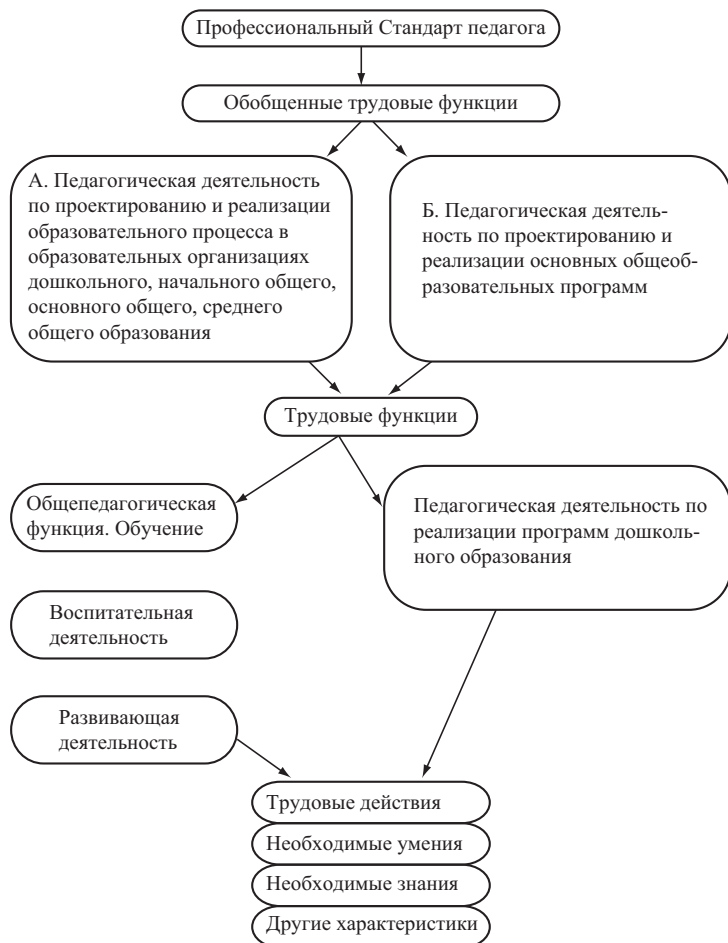 Профессиональный Стандарт педагога
Обобщенные трудовые функции
А. Педагогическая деятельность
по проектированию и реализации
образовательного процесса в
образовательных организациях
дошкольного, начального общего,
основного общего, среднего
общего образования
Б. Педагогическая деятель-
ность по проектированию и
реализации основных общеоб-
разовательных программ
Трудовые функции
Общепедагогическая
функция. Обучение
Педагогическая деятельность по
реализации программ дошколь-
ного образования
Воспитательная
деятельность
Развивающая
деятельность
Трудовые действия
Необходимые умения
Необходимые знания
Другие характеристики